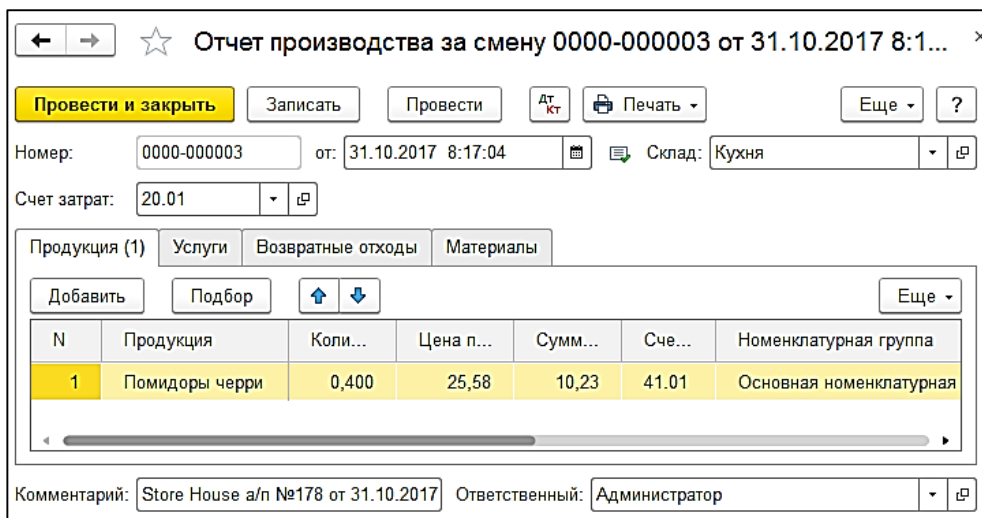 Отчет производства за смену 0000-000003 от 31.10.2017 8:1...
Провести и закрыть Записать Провести Дт Кт Печать Еще ?
Номер: 0000-000003 от: 31.10.2017 8:17:04 Склад: Кухня
Счет затрат: 20.01
Продукция (1) Услуги Возвратные отходы Материалы
Добавить Подбор Еще
N Продукция Коли... Цена п... Сумм... Сче... Номенклатурная группа
1 Помидоры черри 0,400 25,58 10,23 41.01 Основная номенклатурная
Комментарий: Store House а/п №178 от 31.10.2017 Ответственный: Администратор